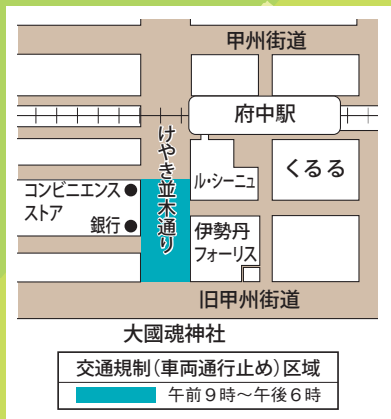 甲州街道
府中駅
けやき並木通り
ル・シーニュ
くるる
コンビニエンス
ストア
銀行
伊勢丹
フォーリス
旧甲州街道
大國魂神社
交通規制(車両通行止め)区域
午前9時～午後6時